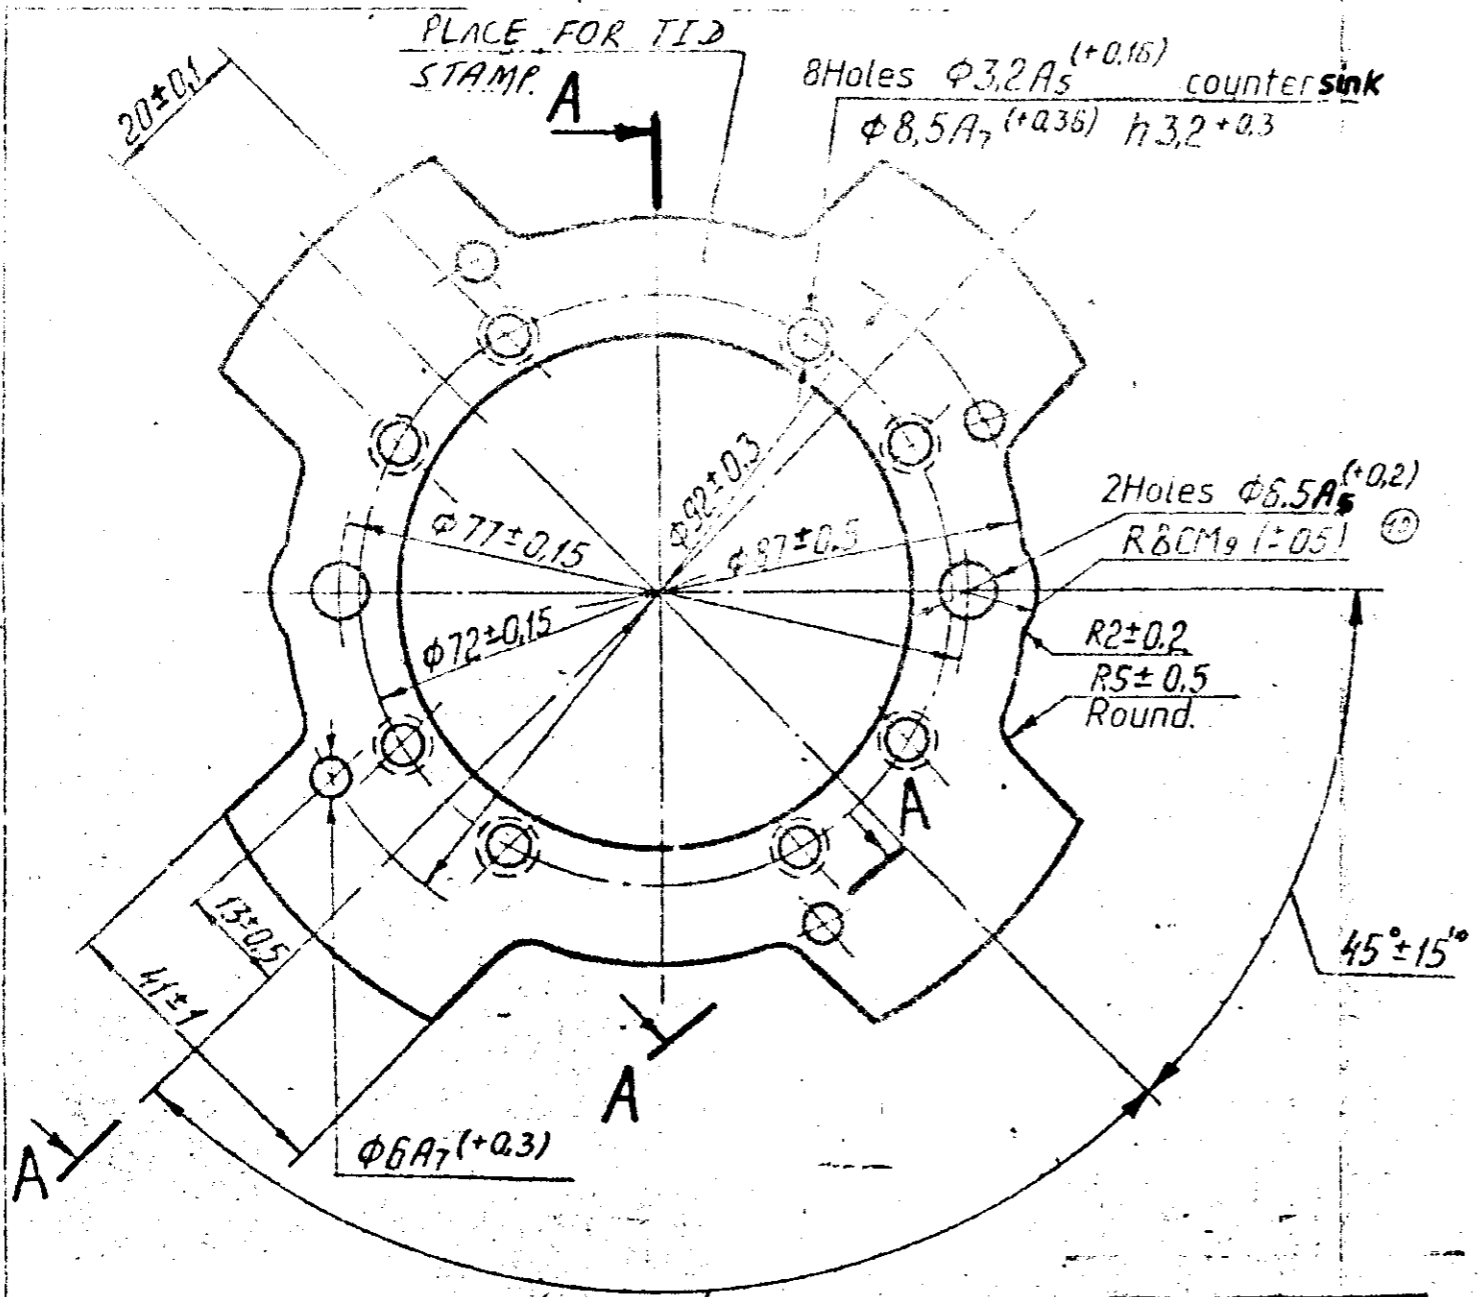 PLACE FOR TID
STAMP.
A
20±0,1
8Holes ϕ3,2A5 (+0,16) countersink
ϕ8,5A7 (+0,36) h3,2+0.3
ϕ92±0.3
ϕ77±0.15
ϕ87±0.5
ϕ72±0.15
2Holes ϕ6.5A5 (+0,2)
R8CM9 (±05)
R2±0.2
R5±0.5
Round.
A
13±0.5
41±1
45°±15'
A
A
ϕ6A7 (+0,3)